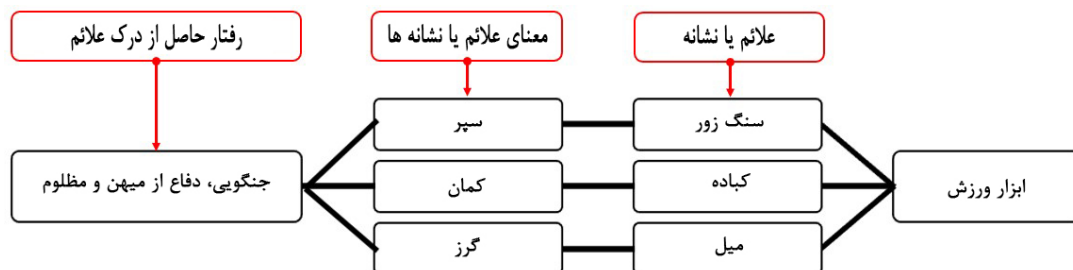 علائم یا نشانه
معنای علائم یا نشانه ها
رفتار حاصل از درک علائم
ابزار ورزش
سنگ زور
سپر
کباده
کمان
میل
گرز
جنگویی، دفاع از میهن و مظلوم